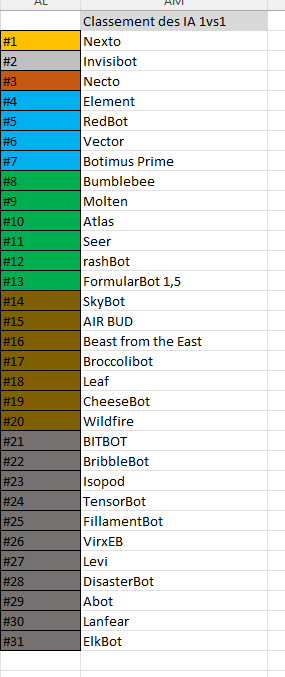 AL AM
Classement des IA 1vs1
#1 Nexto
#2 Invisibot
#3 Necto
#4 Element
#5 RedBot
#6 Vector
#7 Botimus Prime
#8 Bumblebee
#9 Molten
#10 Atlas
#11 Seer
#12 rashBot
#13 FormularBot 1,5
#14 SkyBot
#15 AIR BUD
#16 Beast from the East
#17 Broccolibot
#18 Leaf
#19 CheeseBot
#20 Wildfire
#21 BITBOT
#22 BribbleBot
#23 Isopod
#24 TensorBot
#25 FillamentBot
#26 VirxEB
#27 Levi
#28 DisasterBot
#29 Abot
#30 Lanfear
#31 ElkBot